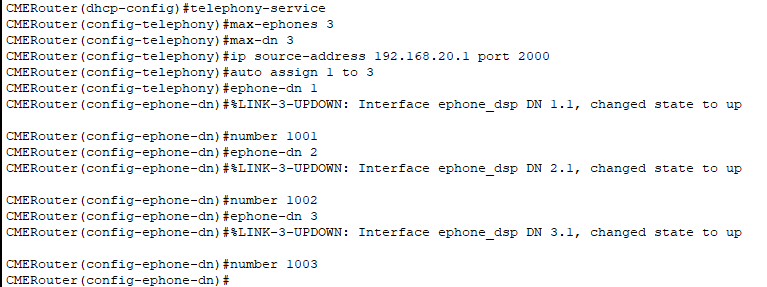 CMERouter(dhcp-config)#telephony-service
CMERouter(config-telephony)#max-ephones 3
CMERouter(config-telephony)#max-dn 3
CMERouter(config-telephony)#ip source-address 192.168.20.1 port 2000
CMERouter(config-telephony)#auto assign 1 to 3
CMERouter(config-telephony)#ephone-dn 1
CMERouter(config-ephone-dn)#%LINK-3-UPDOWN: Interface ephone_dsp DN 1.1, changed state to up
CMERouter(config-ephone-dn)#number 1001
CMERouter(config-ephone-dn)#ephone-dn 2
CMERouter(config-ephone-dn)#%LINK-3-UPDOWN: Interface ephone_dsp DN 2.1, changed state to up
CMERouter(config-ephone-dn)#number 1002
CMERouter(config-ephone-dn)#ephone-dn 3
CMERouter(config-ephone-dn)#%LINK-3-UPDOWN: Interface ephone_dsp DN 3.1, changed state to up
CMERouter(config-ephone-dn)#number 1003
CMERouter(config-ephone-dn)#